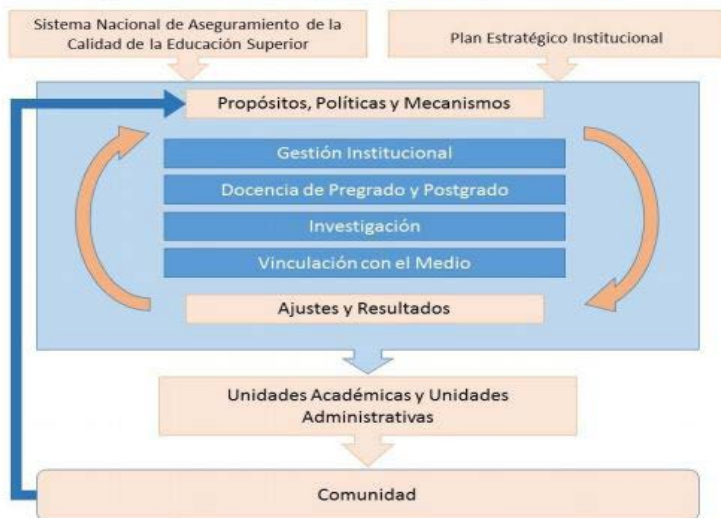 Sistema Nacional de Aseguramiento de la
Calidad de la Educación Superior
Plan Estratégico Institucional
Propósitos, Políticas y Mecanismos
Gestión Institucional
Docencia de Pregrado y Postgrado
Investigación
Vinculación con el Medio
Ajustes y Resultados
Unidades Académicas y Unidades
Administrativas
Comunidad